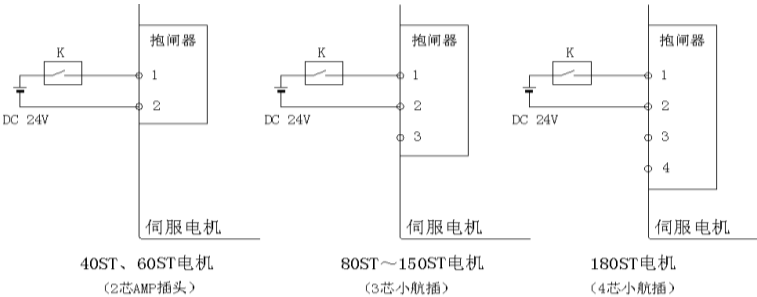 抱闸器
K
1
2
DC 24V
伺服电机
40ST、60ST电机
(2芯AMP插头)
抱闸器
K
1
2
3
DC 24V
伺服电机
80ST～150ST电机
(3芯小航插)
抱闸器
K
1
2
3
4
DC 24V
伺服电机
180ST电机
(4芯小航插)